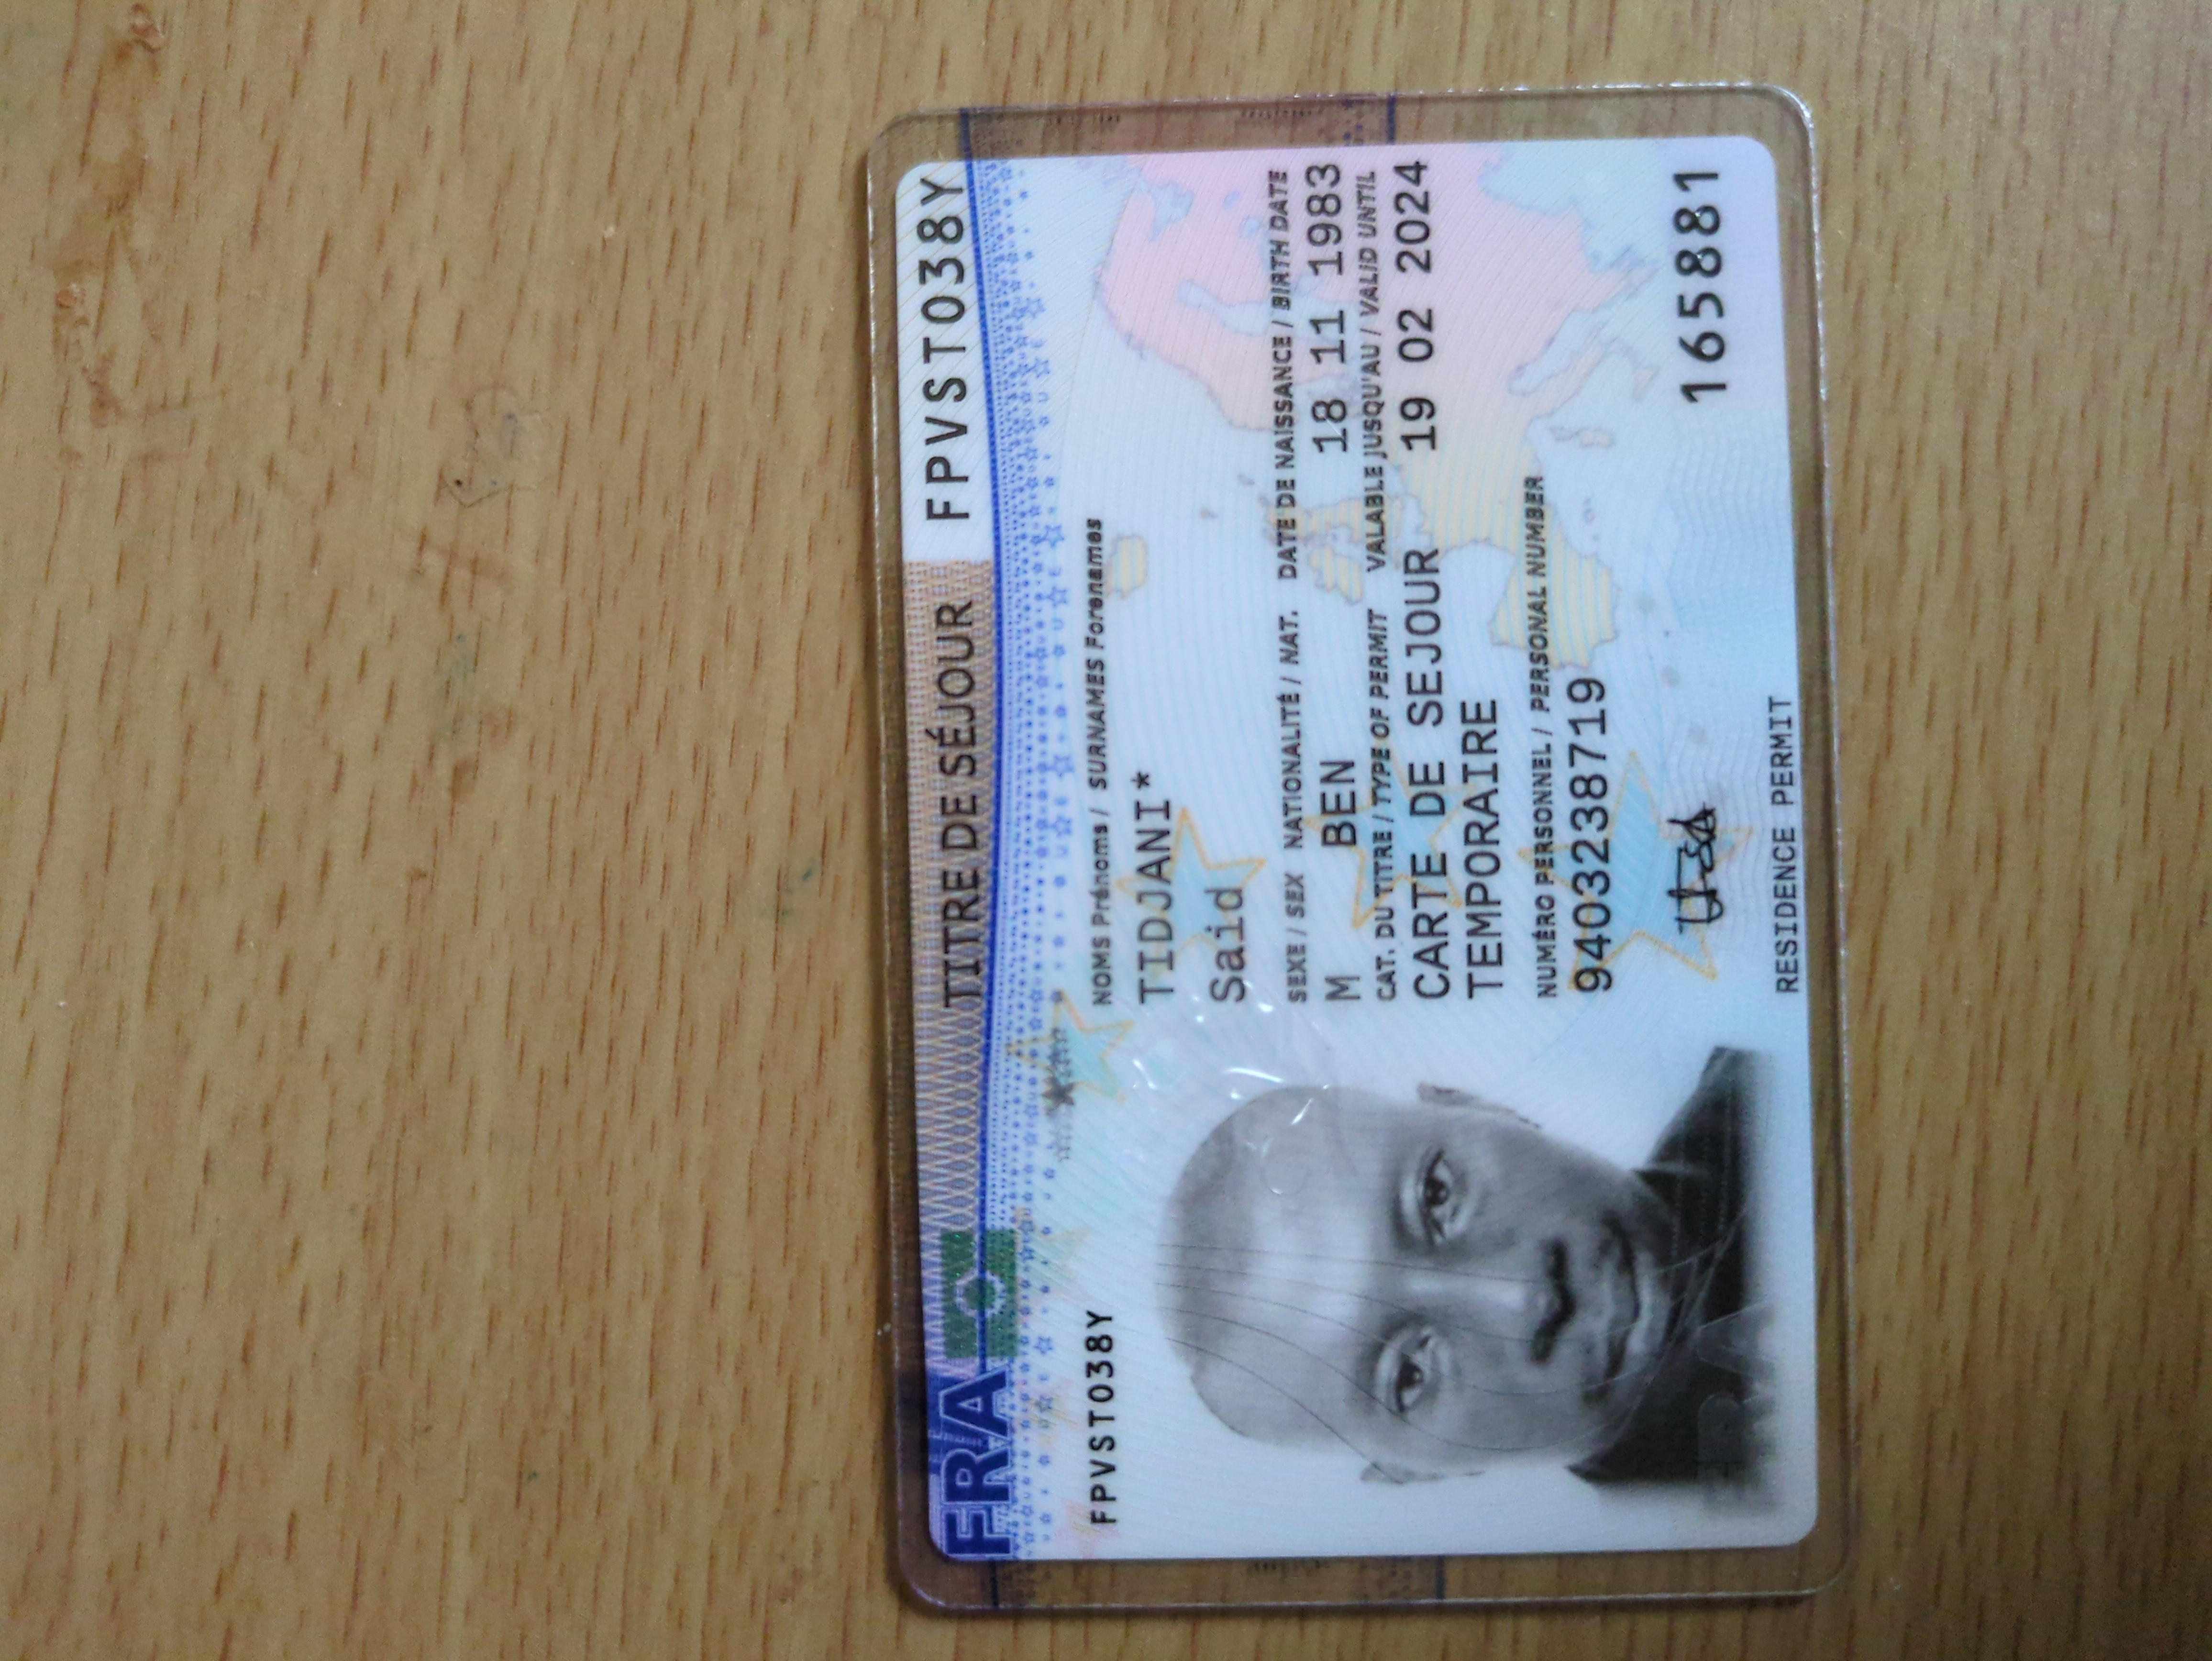 FRA TITRE DE SÉJOUR FPVST038Y
FPVST038Y
NOMS Prénoms / SURNAMES Forenames
TIDJANI*
Said
SEXE / SEX NATIONALITÉ / NAT. DATE DE NAISSANCE / BIRTH DATE
M BEN 18 11 1983
CAT. DU TITRE / TYPE OF PERMIT VALABLE JUSQU'AU / VALID UNTIL
CARTE DE SEJOUR 19 02 2024
TEMPORAIRE
NUMÉRO PERSONNEL / PERSONAL NUMBER
9403238719
165881
RESIDENCE PERMIT